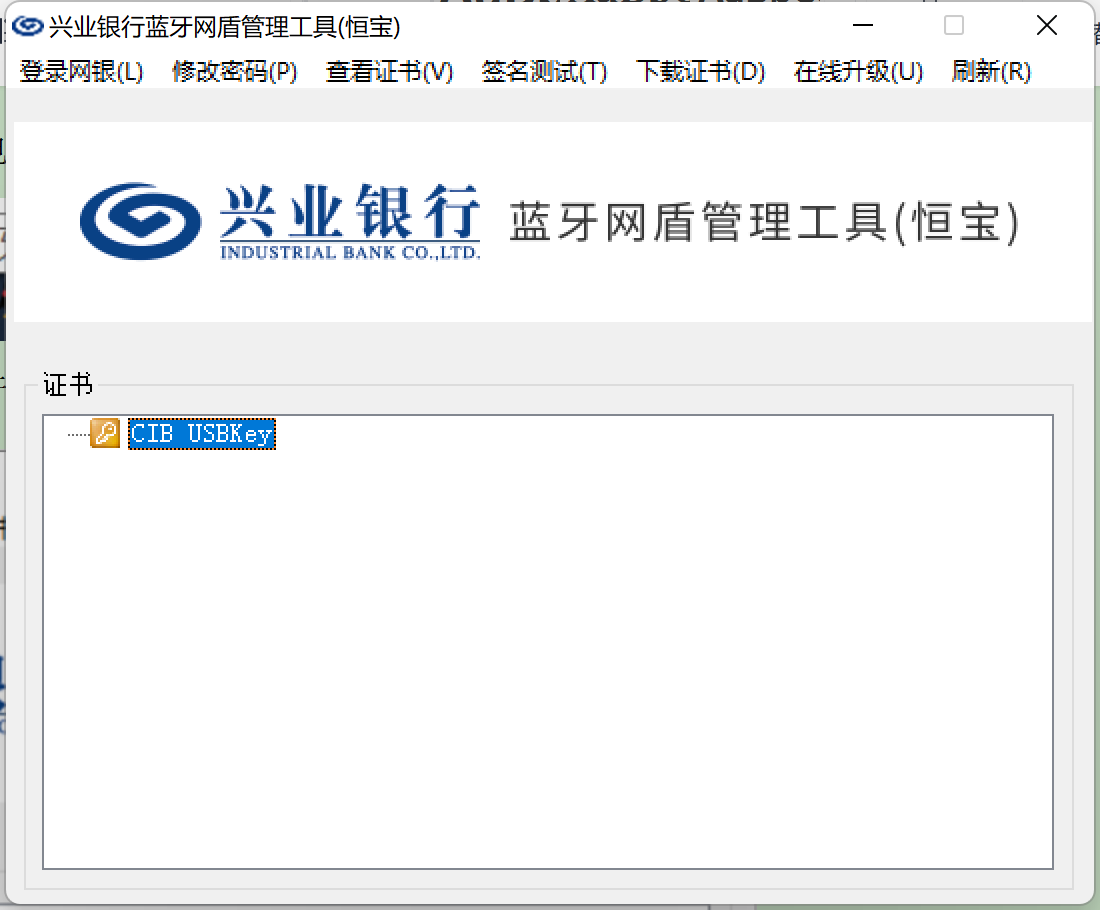 兴业银行蓝牙网盾管理工具(恒宝)
登录网银(L) 修改密码(P) 查看证书(V) 签名测试(T) 下载证书(D) 在线升级(U) 刷新(R)
兴业银行 蓝牙网盾管理工具(恒宝)
INDUSTRIAL BANK CO.,LTD.
证书
CIB USBKey